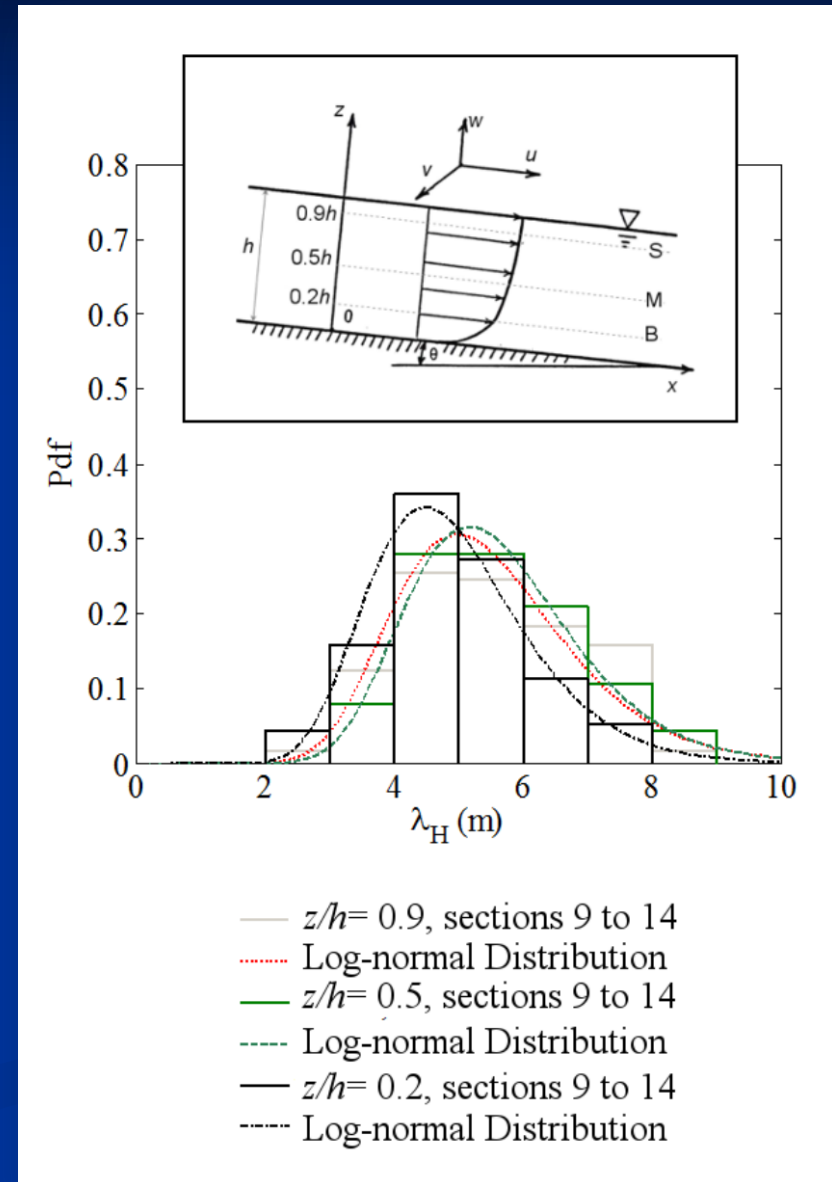 z
w
v
u
0.9h
h
0.5h
0.2h
0
S
M
B
θ
x
0.8
0.7
0.6
0.5
0.4
0.3
0.2
0.1
0
Pdf
0 2 4 6 8 10
λH (m)
z/h= 0.9, sections 9 to 14
Log-normal Distribution
z/h= 0.5, sections 9 to 14
Log-normal Distribution
z/h= 0.2, sections 9 to 14
Log-normal Distribution